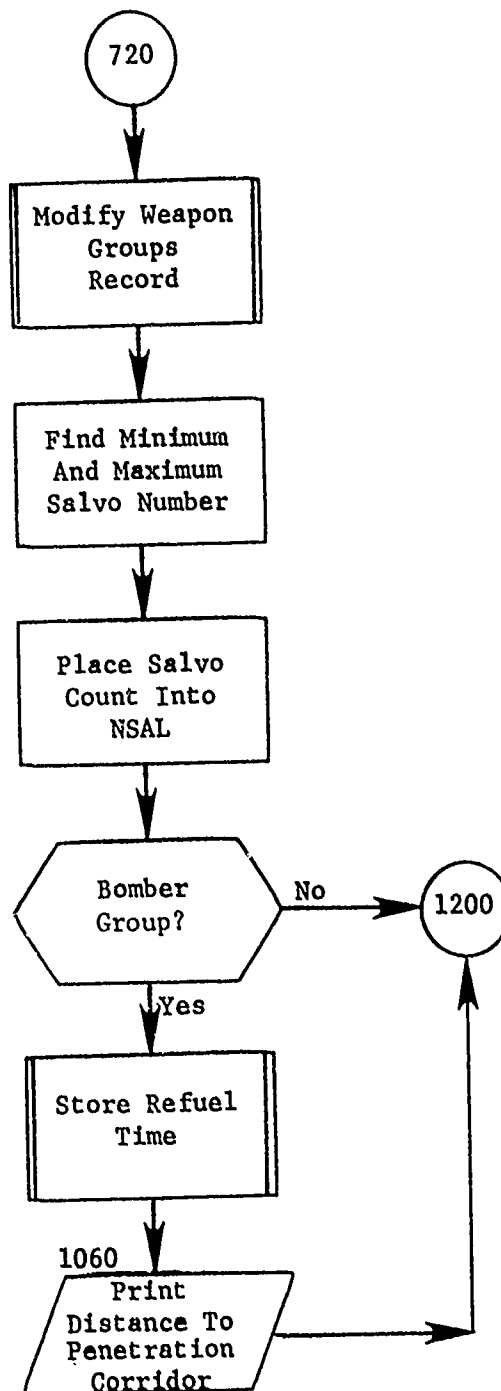 720
Modify Weapon
Groups
Record
Find Minimum
And Maximum
Salvo Number
Place Salvo
Count Into
NSAL
Bomber
Group?
No
1200
Yes
Store Refuel
Time
1060
Print
Distance To
Penetration
Corridor